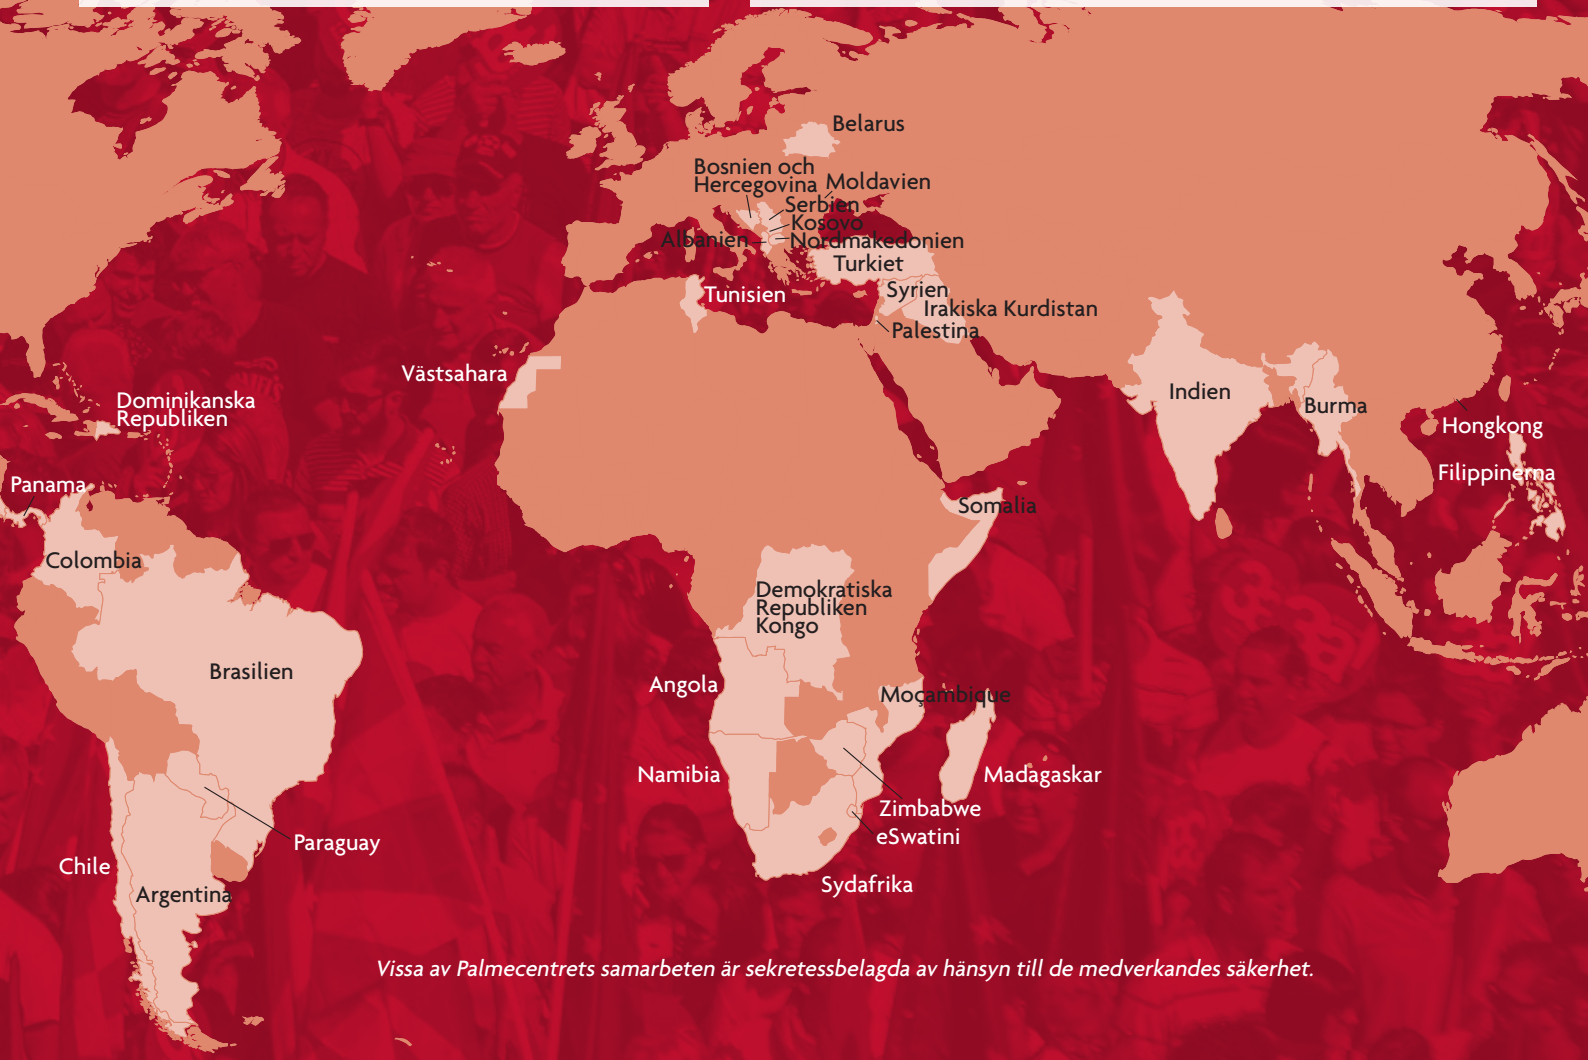 Belarus
Bosnien och
Hercegovina
Moldavien
Serbien
Kosovo
Albanien
Nordmakedonien
Turkiet
Tunisien
Syrien
Irakiska Kurdistan
Palestina
Västsahara
Dominikanska
Republiken
Indien
Burma
Hongkong
Filippinerna
Panama
Somalia
Colombia
Demokratiska
Republiken
Kongo
Brasilien
Angola
Moçambique
Namibia
Madagaskar
Zimbabwe
eSwatini
Paraguay
Chile
Argentina
Sydafrika
Vissa av Palmecentrets samarbeten är sekretessbelagda av hänsyn till de medverkandes säkerhet.